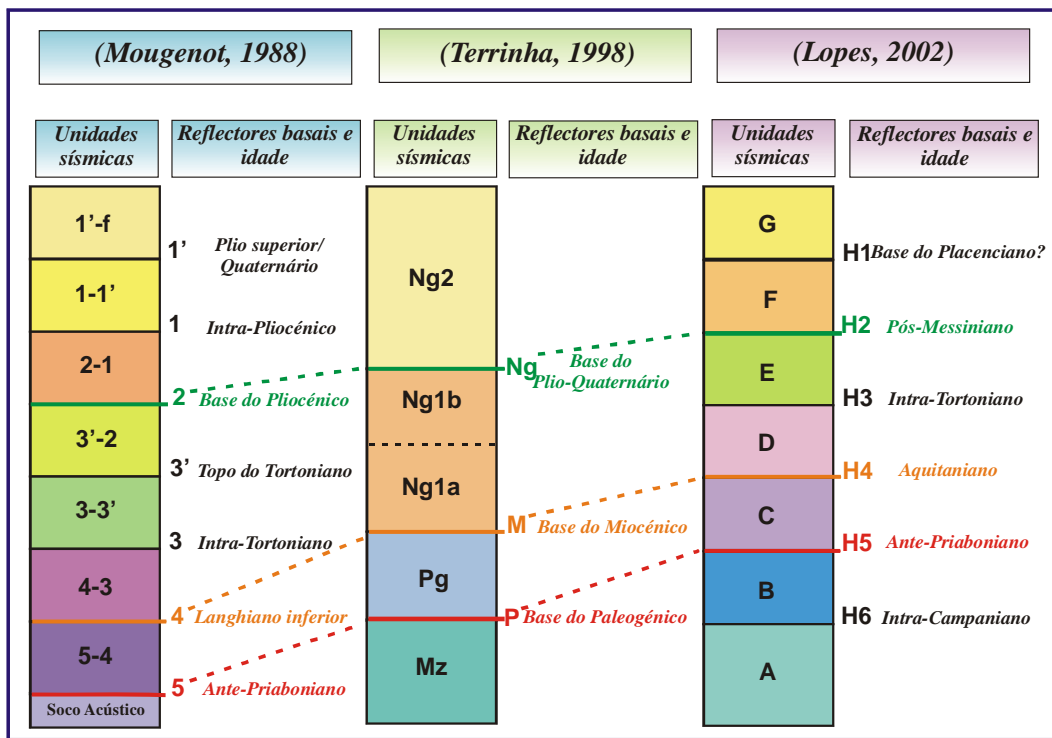 (Mougenot, 1988)
(Terrinha, 1998)
(Lopes, 2002)
Unidades
sísmicas
Reflectores basais e
idade
Unidades
sísmicas
Reflectores basais e
idade
Unidades
sísmicas
Reflectores basais e
idade
1'-f
1' Plio superior/
Quaternário
1-1'
1 Intra-Pliocénico
2-1
2 Base do Pliocénico
3'-2
3' Topo do Tortoniano
3-3'
3 Intra-Tortoniano
4-3
4 Langhiano inferior
5-4
5 Ante-Priaboniano
Soco Acústico
Ng2
Ng Base do
Plio-Quaternário
Ng1b
Ng1a
M Base do Miocénico
Pg
P Base do Paleogénico
Mz
G
H1 Base do Placenciano?
F
H2 Pós-Messiniano
E
H3 Intra-Tortoniano
D
H4 Aquitaniano
C
H5 Ante-Priaboniano
B
H6 Intra-Campaniano
A